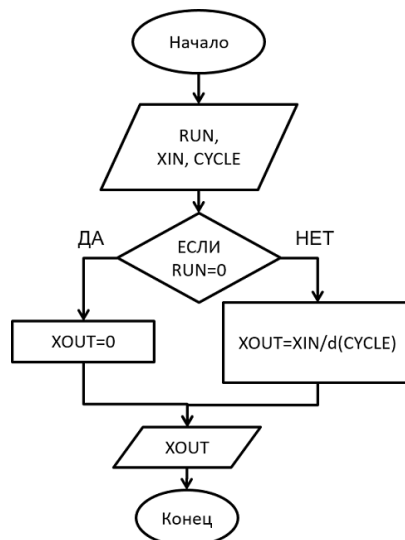 Начало
RUN,
XIN, CYCLE
ДА
ЕСЛИ
RUN=0
НЕТ
XOUT=0
XOUT=XIN/d(CYCLE)
XOUT
Конец